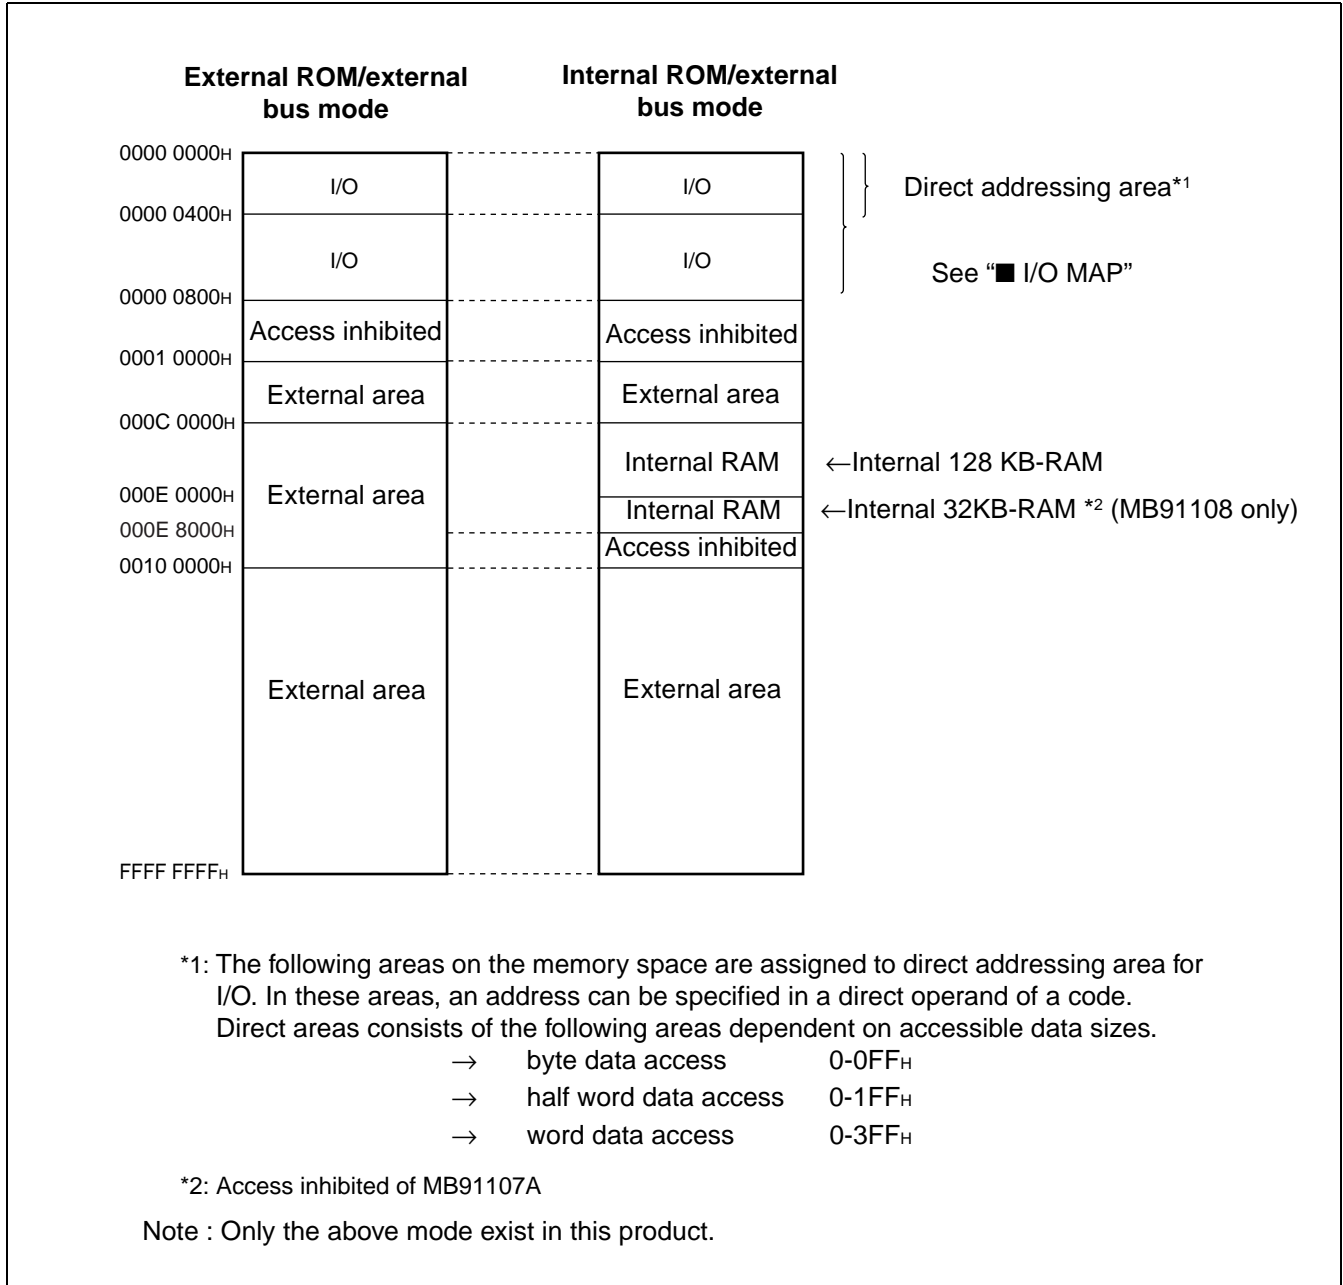 External ROM/external
bus mode
Internal ROM/external
bus mode
0000 0000H
I/O
I/O
Direct addressing area*1
0000 0400H
I/O
I/O
See “■ I/O MAP”
0000 0800H
Access inhibited
Access inhibited
0001 0000H
External area
External area
000C 0000H
Internal RAM
←Internal 128 KB-RAM
000E 0000H
External area
Internal RAM
←Internal 32KB-RAM *2 (MB91108 only)
000E 8000H
Access inhibited
0010 0000H
External area
External area
FFFF FFFFH
*1: The following areas on the memory space are assigned to direct addressing area for
I/O. In these areas, an address can be specified in a direct operand of a code.
Direct areas consists of the following areas dependent on accessible data sizes.
→ byte data access 0-0FFH
→ half word data access 0-1FFH
→ word data access 0-3FFH
*2: Access inhibited of MB91107A
Note : Only the above mode exist in this product.